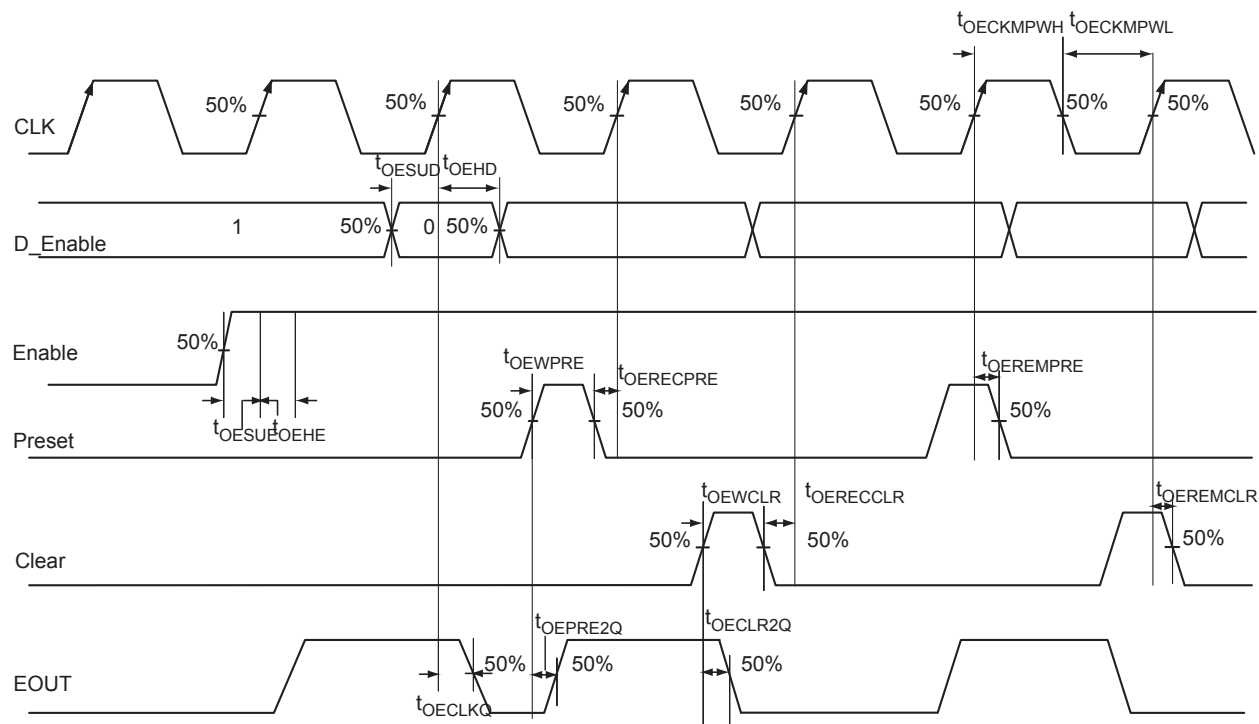 tOECKMPWH tOECKMPWL
50% 50% 50% 50% 50% 50% 50%
CLK
tOESUD tOEHD
1 50% 0 50%
D_Enable
50%
Enable
tOEWPRE tOERECPRE tOEREMPRE
50% 50% 50%
tOESUE tOEHE
Preset
tOEWCLR tOERECCLR tOEREMCLR
50% 50% 50%
Clear
tOEPRE2Q tOECLR2Q
50% 50% 50%
EOUT
tOECLKQ